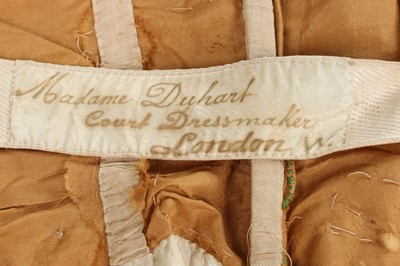 Madame Duhart
Court Dressmaker
London. W.